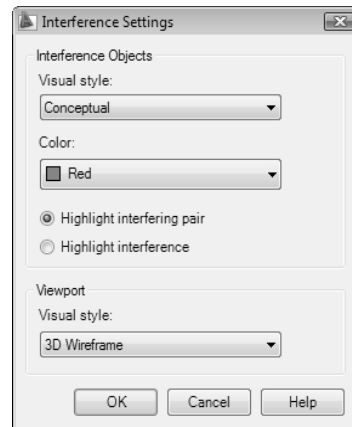 Interference Settings
Interference Objects
Visual style:
Conceptual
Color:
Red
Highlight interfering pair
Highlight interference
Viewport
Visual style:
3D Wireframe
OK Cancel Help